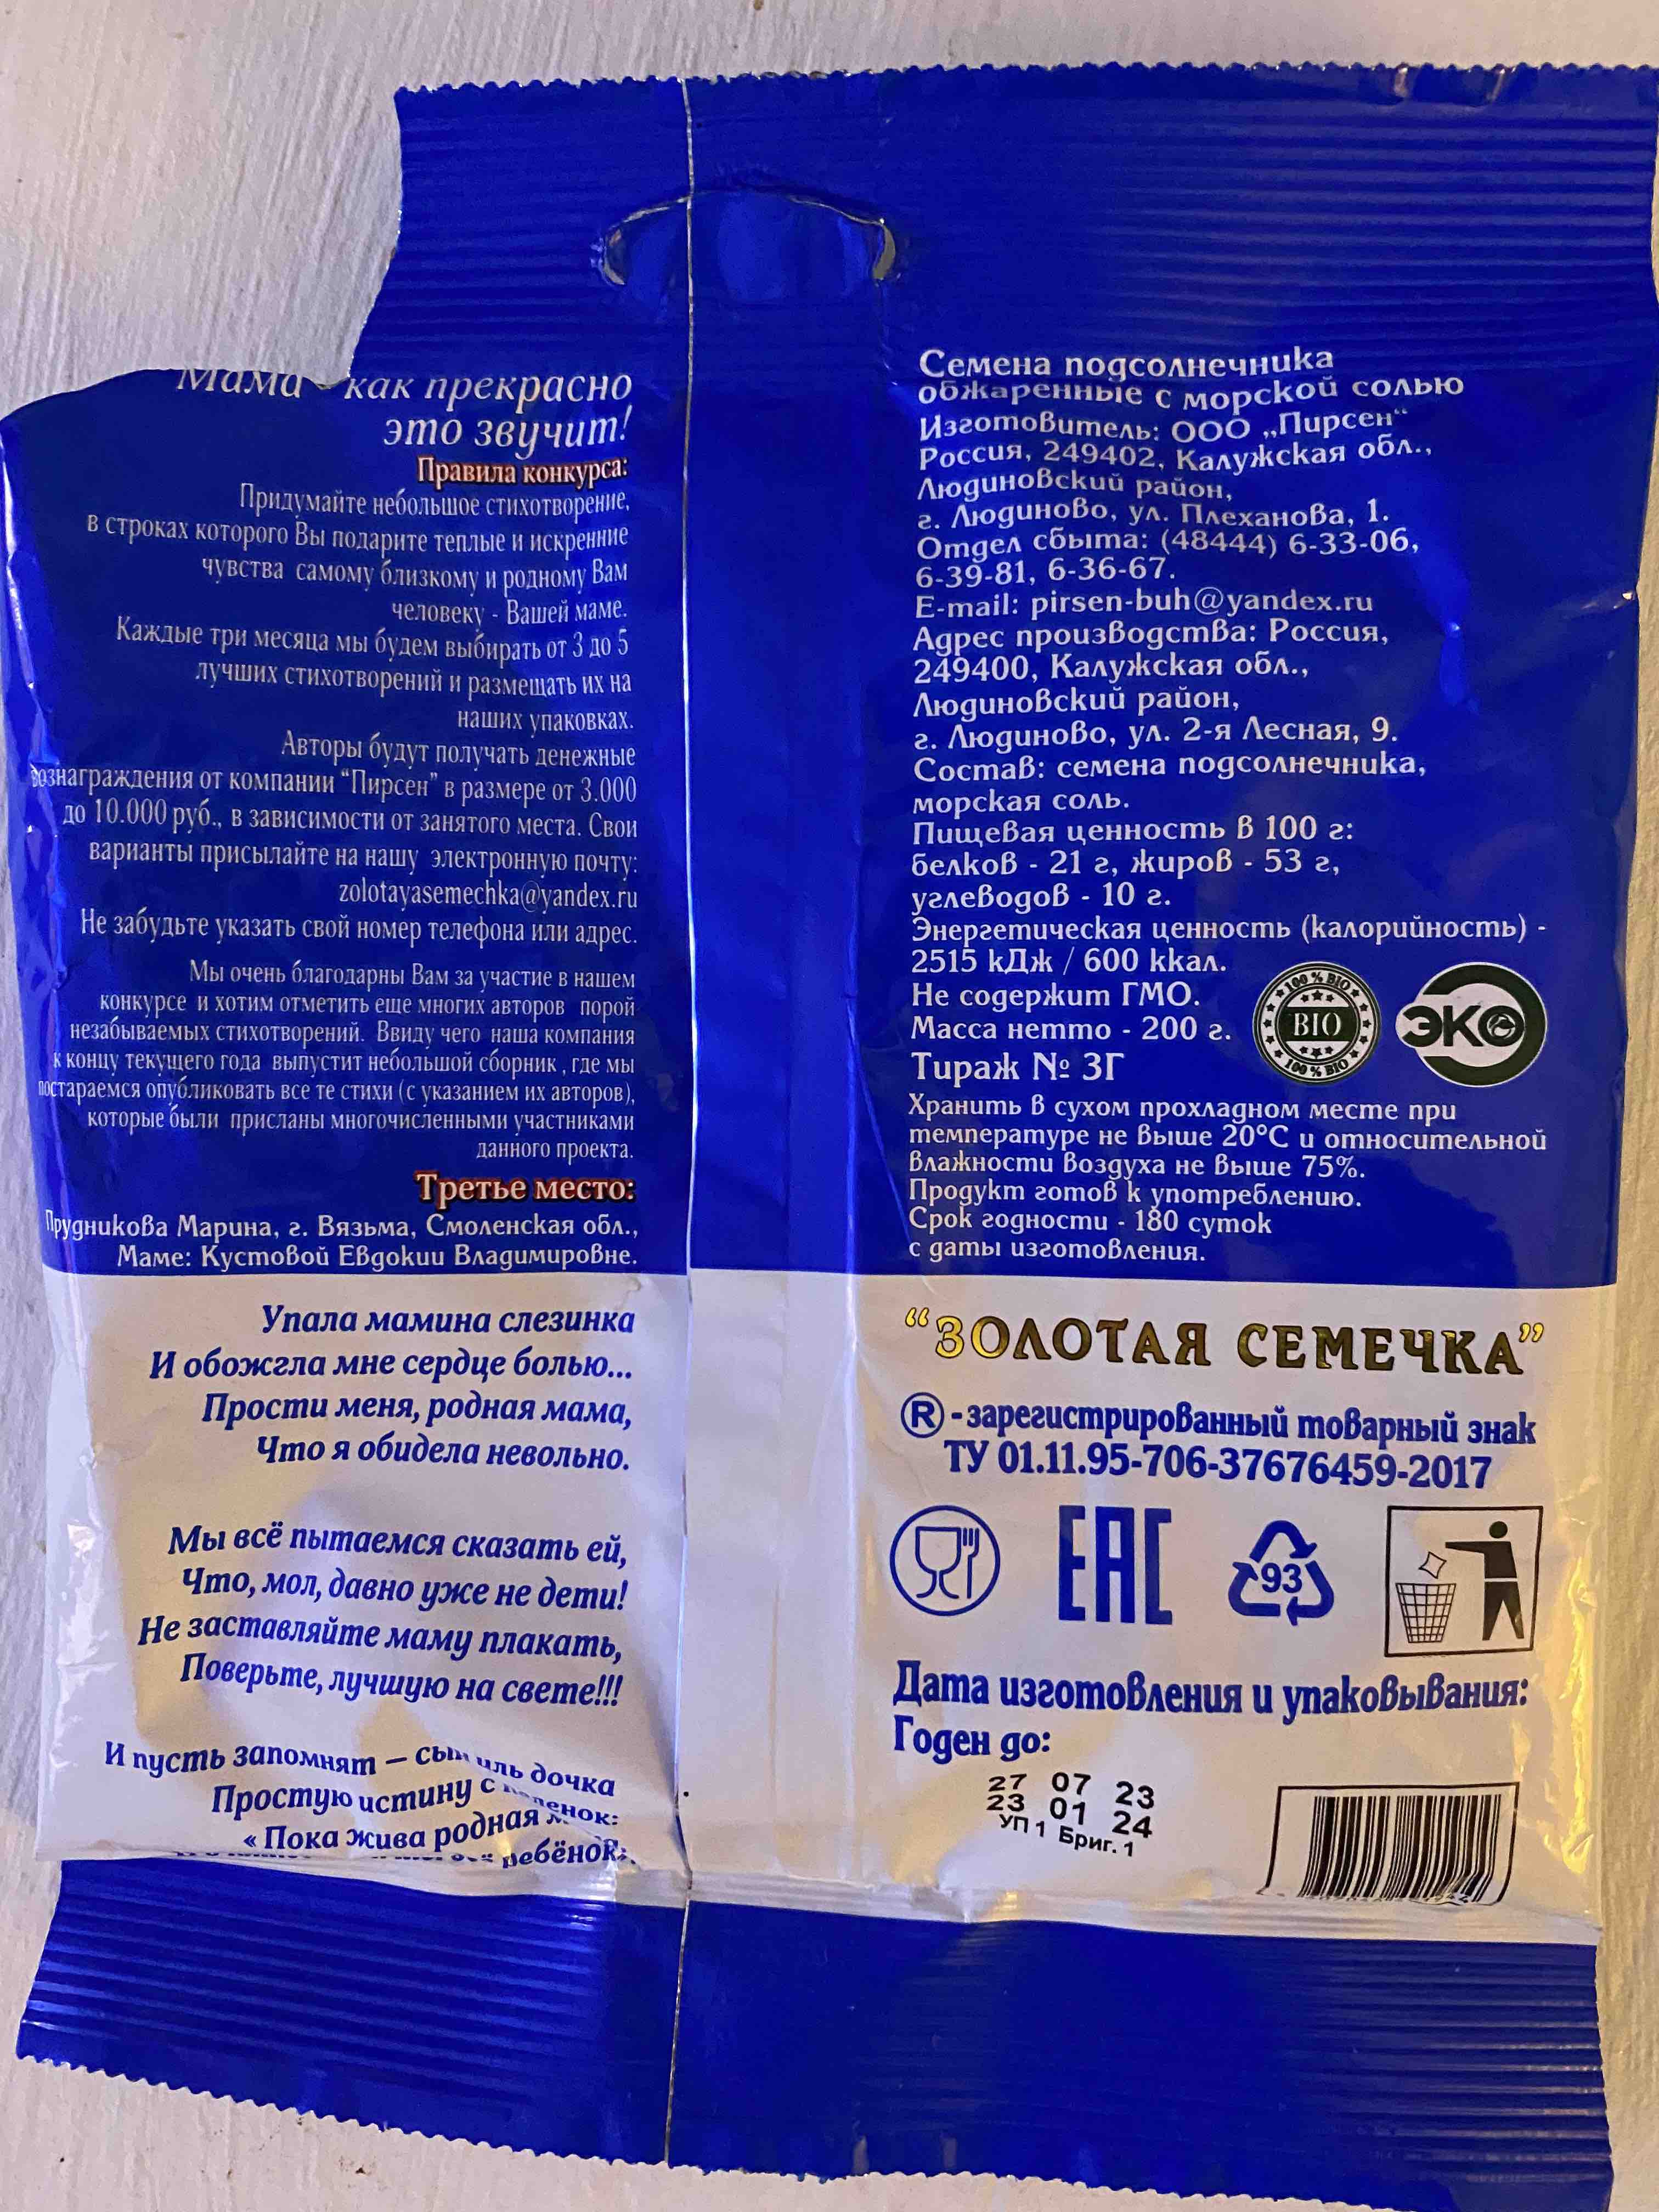 Мама как прекрасно
это звучит!
Правила конкурса:
Придумайте небольшое стихотворение,
в строках которого Вы подарите теплые и искренние
чувства самому близкому и родному Вам
человеку - Вашей маме.
Каждые три месяца мы будем выбирать от 3 до 5
лучших стихотворений и размещать их на
наших упаковках.
Авторы будут получать денежные
вознаграждения от компании “Пирсен” в размере от 3.000
до 10.000 руб., в зависимости от занятого места. Свои
варианты присылайте на нашу электронную почту:
zolotayasemechka@yandex.ru
Не забудьте указать свой номер телефона или адрес.
Мы очень благодарны Вам за участие в нашем
конкурсе и хотим отметить еще многих авторов порой
незабываемых стихотворений. Ввиду чего наша компания
к концу текущего года выпустит небольшой сборник , где мы
постараемся опубликовать все те стихи (с указанием их авторов),
которые были присланы многочисленными участниками
данного проекта.
Третье место:
Прудникова Марина, г. Вязьма, Смоленская обл.,
Маме: Кустовой Евдокии Владимировне.
Упала мамина слезинка
И обожгла мне сердце болью...
Прости меня, родная мама,
Что я обидела невольно.
Мы всё пытаемся сказать ей,
Что, мол, давно уже не дети!
Не заставляйте маму плакать,
Поверьте, лучшую на свете!!!
И пусть запомнят – сын иль дочка
Простую истину с
« Пока жива родная
ребёнок
Семена подсолнечника
обжаренные с морской солью
Изготовитель: ООО „Пирсен“
Россия, 249402, Калужская обл.,
Людиновский район,
г. Людиново, ул. Плеханова, 1.
Отдел сбыта: (48444) 6-33-06,
6-39-81, 6-36-67.
E-mail: pirsen-buh@yandex.ru
Адрес производства: Россия,
249400, Калужская обл.,
Людиновский район,
г. Людиново, ул. 2-я Лесная, 9.
Состав: семена подсолнечника,
морская соль.
Пищевая ценность в 100 г:
белков - 21 г, жиров - 53 г,
углеводов - 10 г.
Энергетическая ценность (калорийность) -
2515 кДж / 600 ккал.
Не содержит ГМО.
Масса нетто - 200 г.
100 % BIO
BIO
100 % BIO
ЭКО
Тираж № 3Г
Хранить в сухом прохладном месте при
температуре не выше 20°С и относительной
влажности воздуха не выше 75%.
Продукт готов к употреблению.
Срок годности - 180 суток
с даты изготовления.
“ЗОЛОТАЯ СЕМЕЧКА”
® - зарегистрированный товарный знак
ТУ 01.11.95-706-37676459-2017
EAC
93
Дата изготовления и упаковывания:
Годен до:
27 07 23
23 01 24
УП 1 Бриг. 1